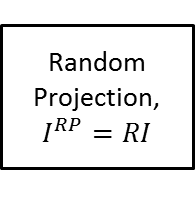 Random
Projection,
I^{RP} = RI